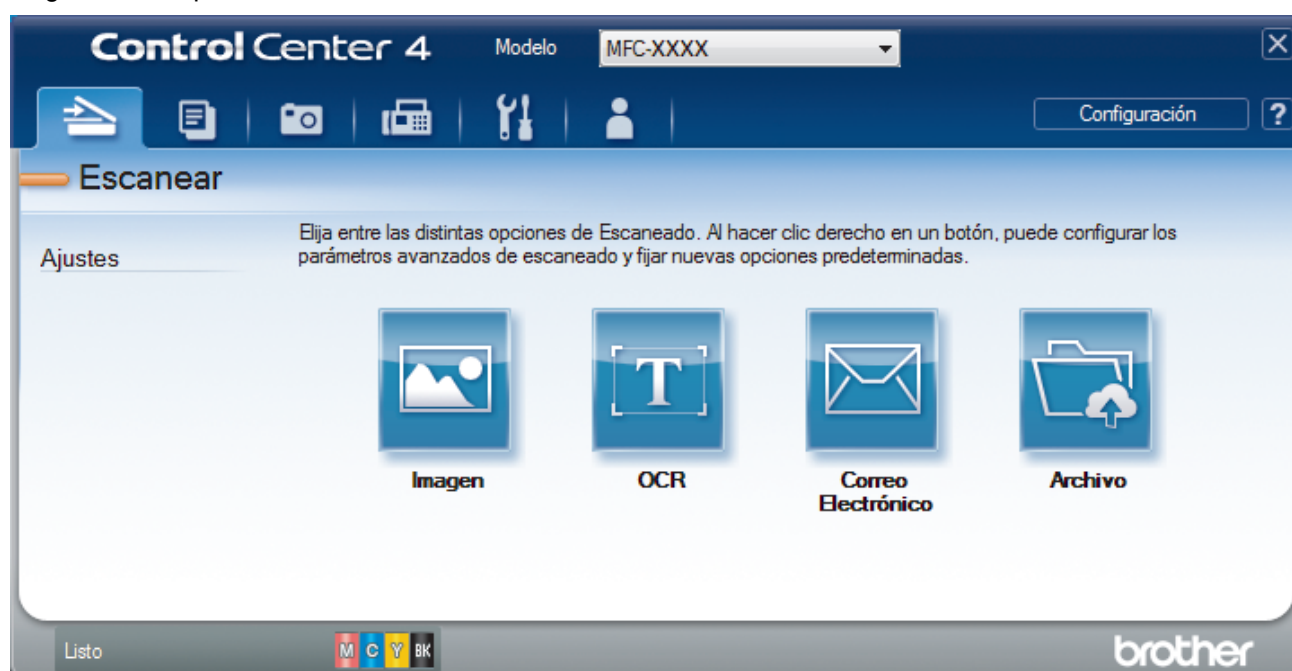 Control Center 4
Modelo
MFC-XXXX
Configuración
?
Escanear
Ajustes
Elija entre las distintas opciones de Escaneado. Al hacer clic derecho en un botón, puede configurar los
parámetros avanzados de escaneado y fijar nuevas opciones predeterminadas.
T
Imagen
OCR
Correo
Electrónico
Archivo
Listo
M C Y BK
brother